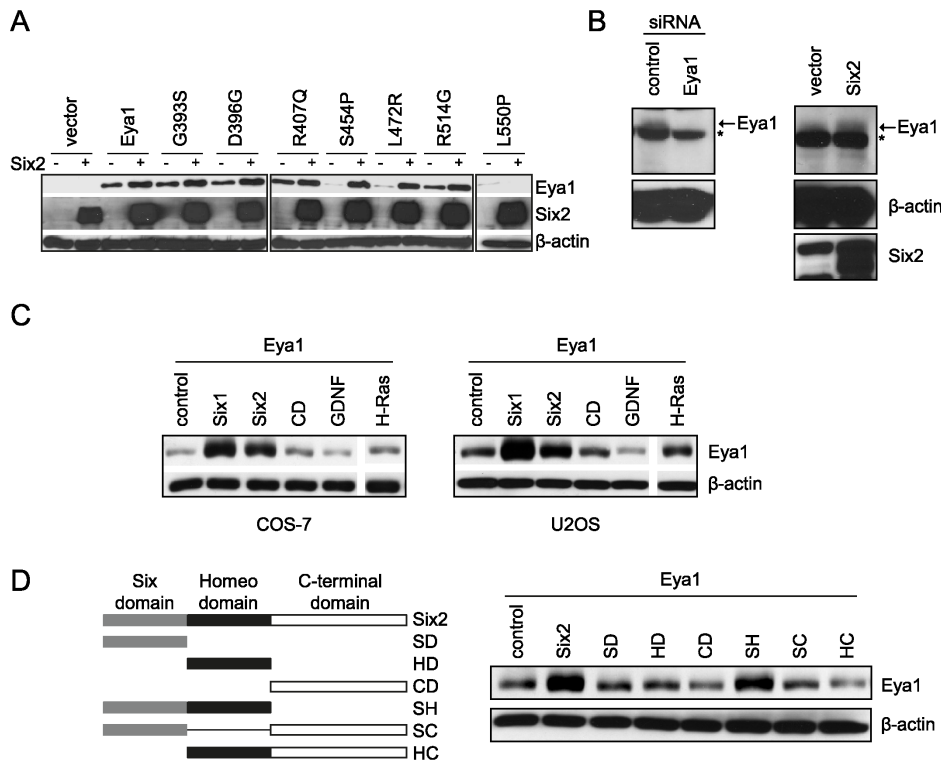 A
vector Eya1 G393S D396G R407Q S454P L472R R514G L550P
Six2 - + - + - + - + - + - + - + - + - +
Eya1
Six2
β-actin
B
siRNA
control Eya1
←Eya1
*
vector Six2
←Eya1
*
β-actin
Six2
C
Eya1
control Six1 Six2 CD GDNF H-Ras
COS-7
Eya1
control Six1 Six2 CD GDNF H-Ras
Eya1
β-actin
U2OS
D
Six domain
Homeo domain
C-terminal domain
Six2
SD
HD
CD
SH
SC
HC
Eya1
control Six2 SD HD CD SH SC HC
Eya1
β-actin